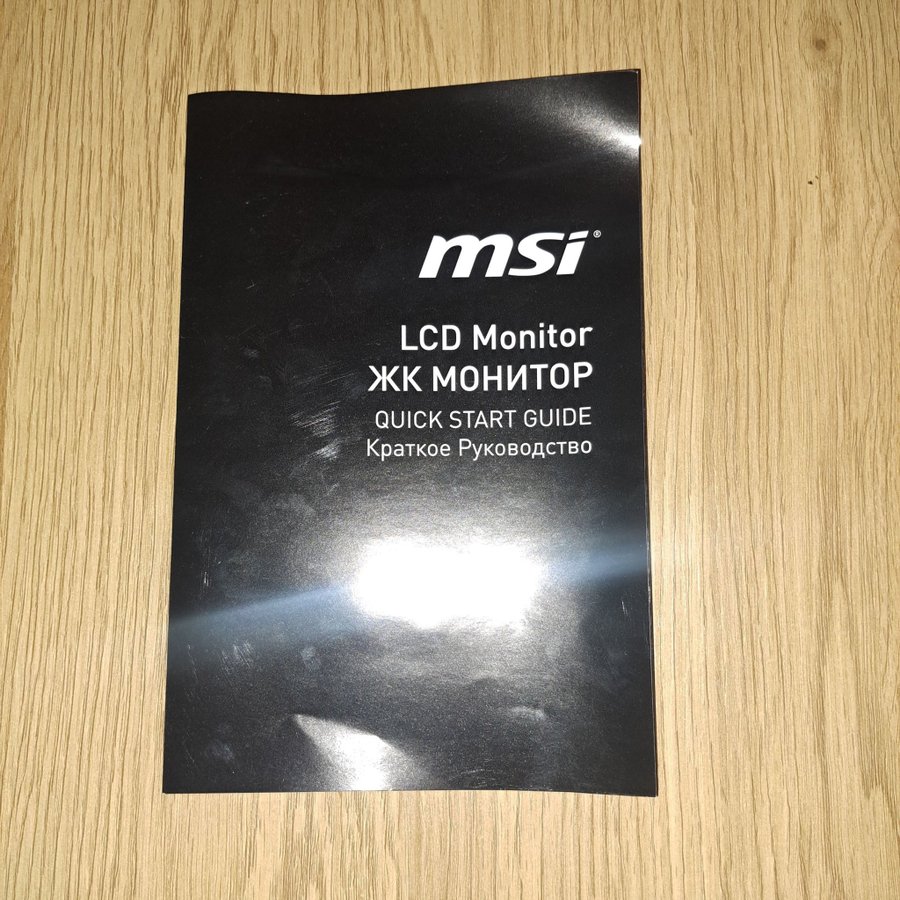 msi®
LCD Monitor
ЖК МОНИТОР
QUICK START GUIDE
Краткое Руководство